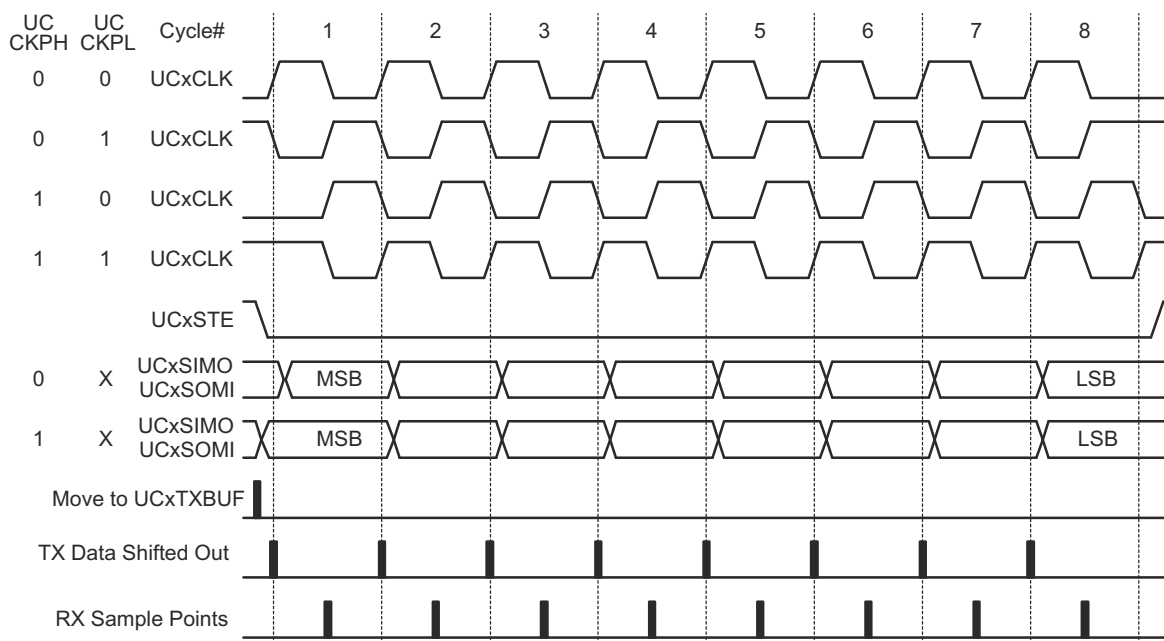 UC UC
CKPH CKPL Cycle# 1 2 3 4 5 6 7 8
0 0 UCxCLK
0 1 UCxCLK
1 0 UCxCLK
1 1 UCxCLK
UCxSTE
UCxSIMO
0 X MSB LSB
UCxSOMI
UCxSIMO
1 X MSB LSB
UCxSOMI
Move to UCxTXBUF
TX Data Shifted Out
RX Sample Points